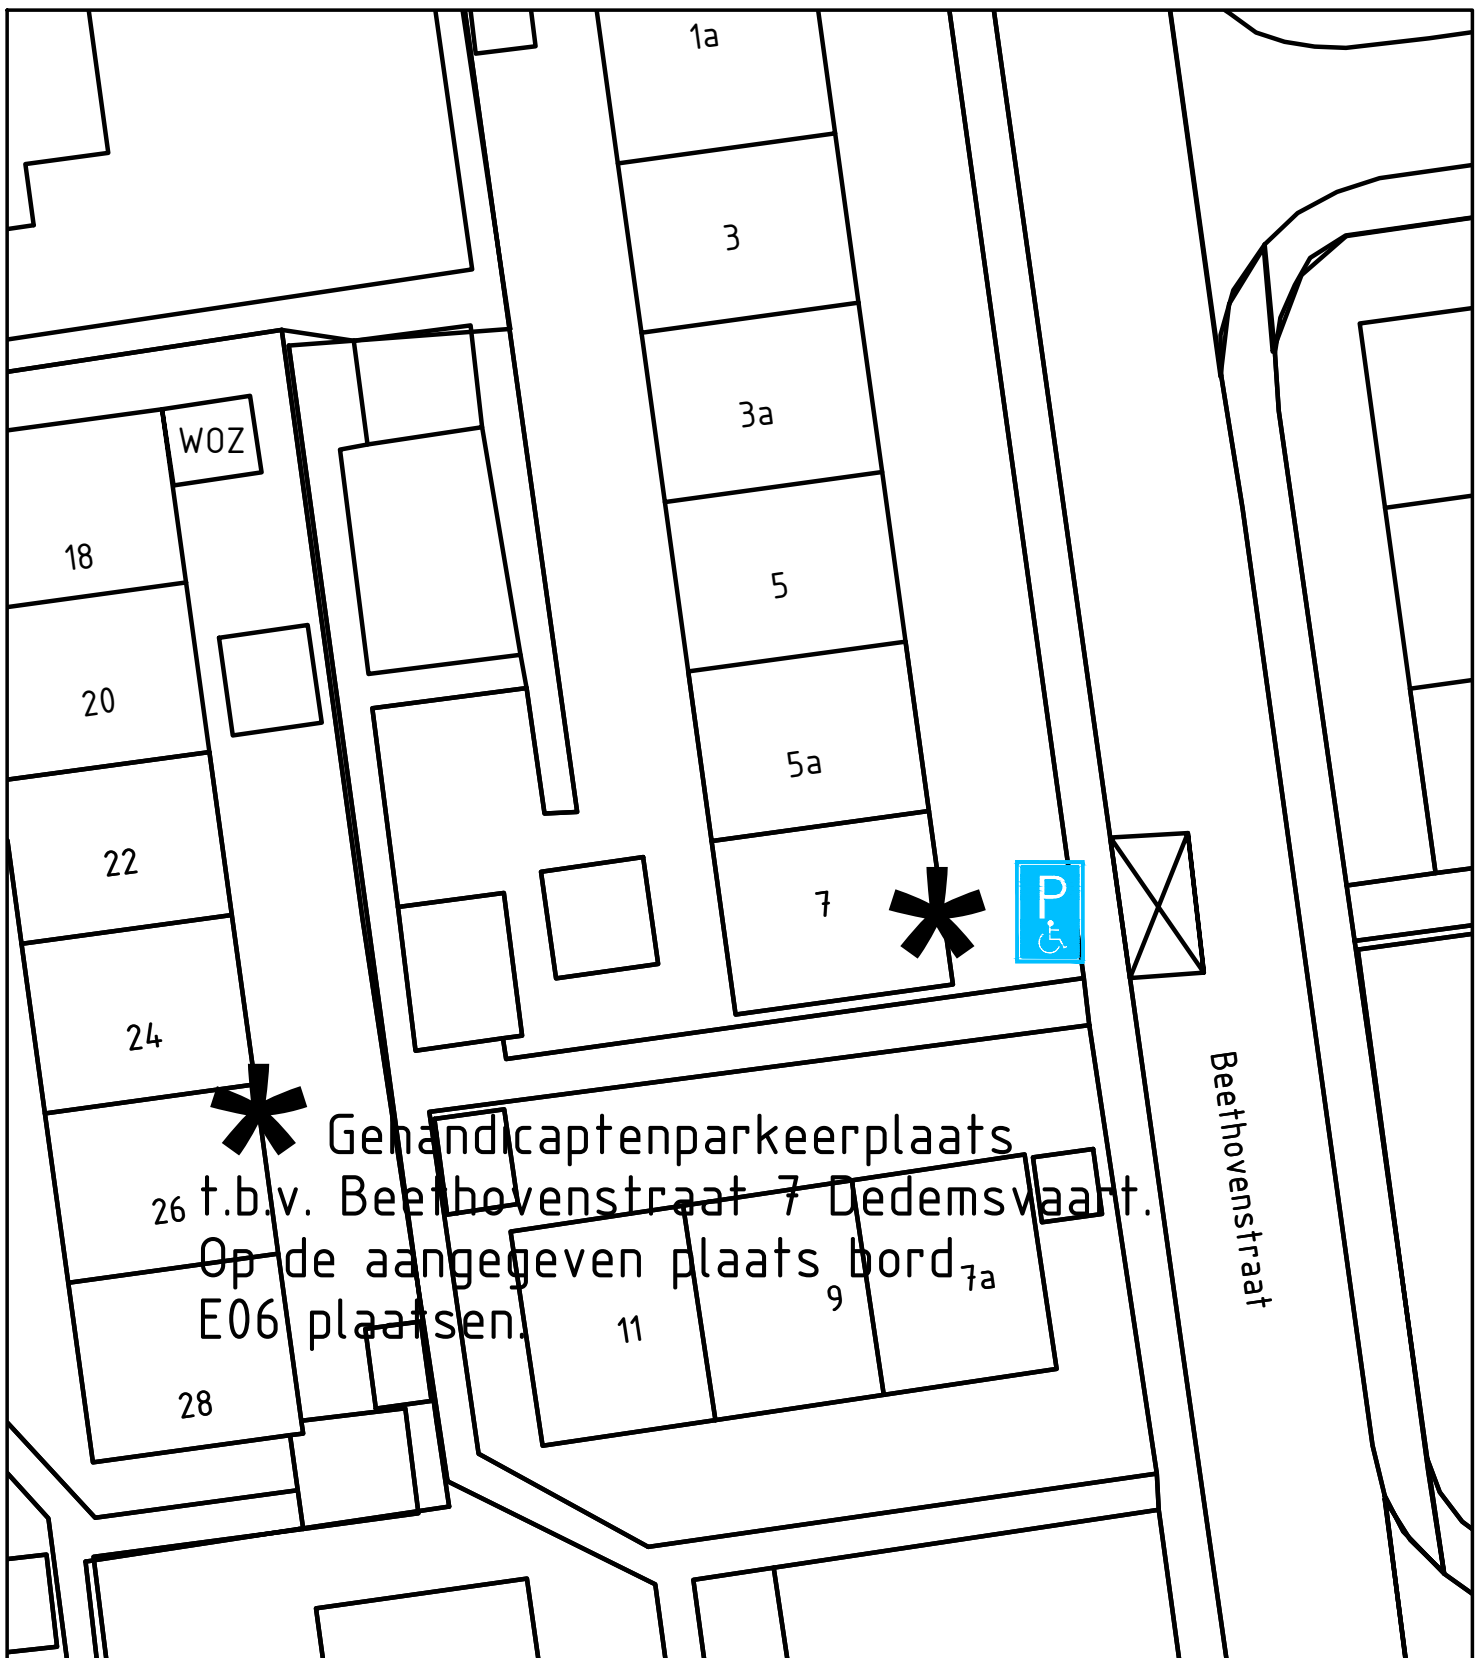 1a
3
3a
WOZ
5
18
20
5a
22
7
P
24
Beethovenstraat
* Gehandicaptenparkeerplaats
t.b.v. Beethovenstraat 7 Dedemsvaart.
Op de aangegeven plaats bord
E06 plaatsen.
26
7a
9
11
28